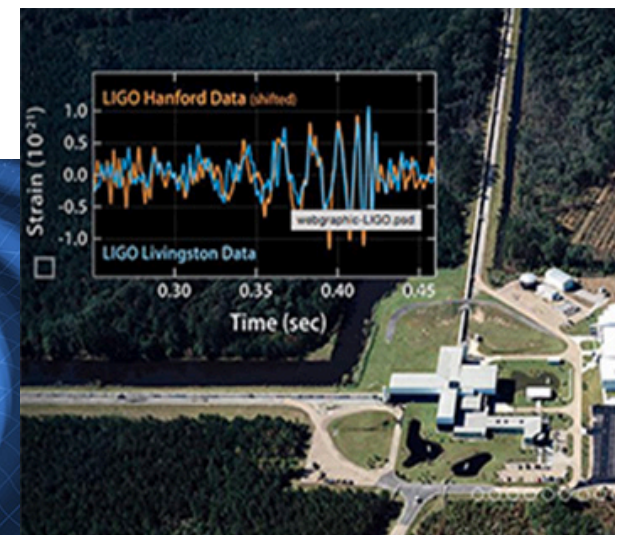 LIGO Hanford Data (shifted)
1.0
0.5
0.0
-0.5
-1.0
Strain (10⁻²¹)
webgraphic-LIGO.psd
LIGO Livingston Data
0.30 0.35 0.40 0.45
Time (sec)